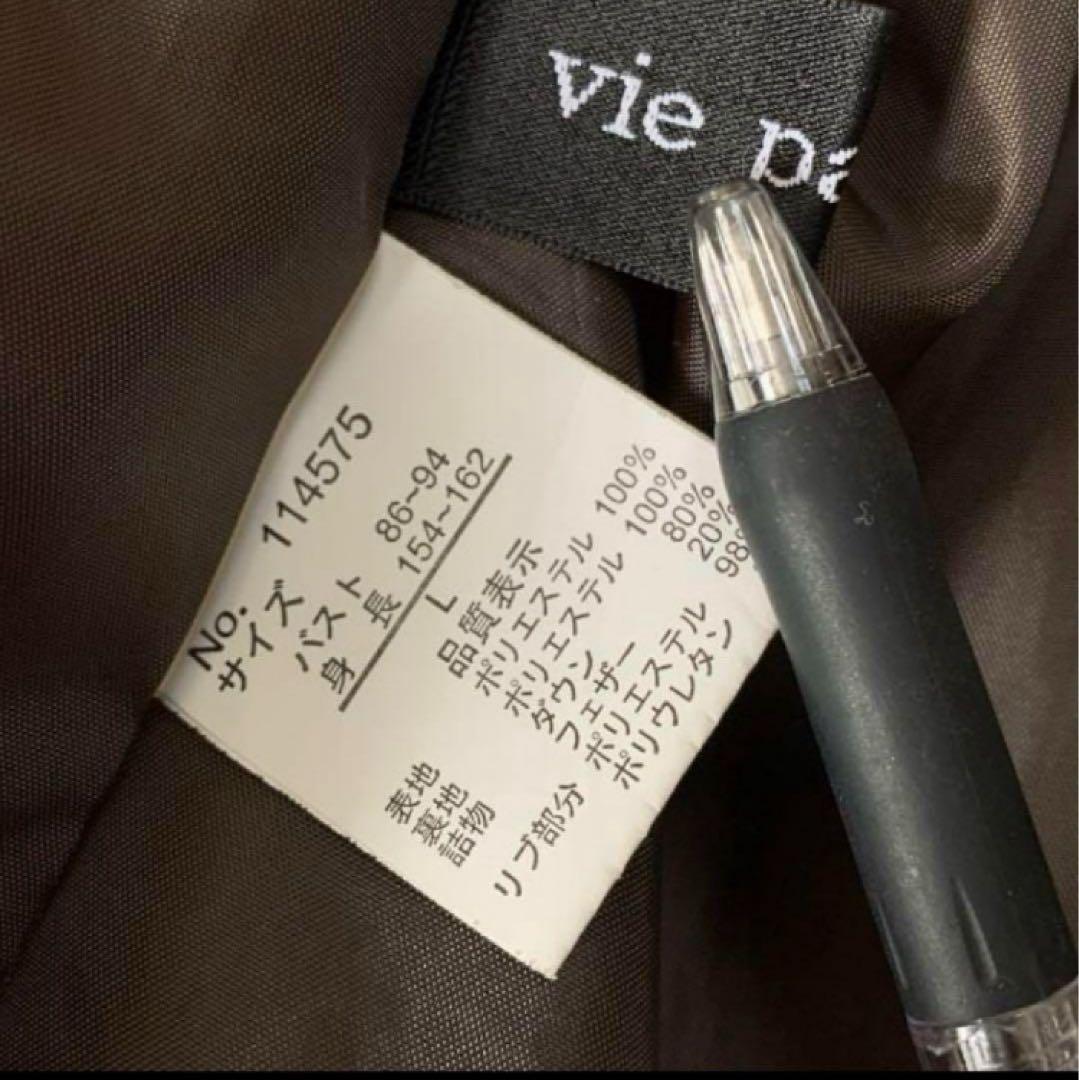 vie pa
No. 114575
サイズ
バスト 86~94
身 長 154~162
L
品質表示
表地 ポリエステル 100%
裏地 ポリエステル 100%
詰物 ダウン 80%
フェザー 20%
リブ部分 ポリエステル 98%
ポリウレタン